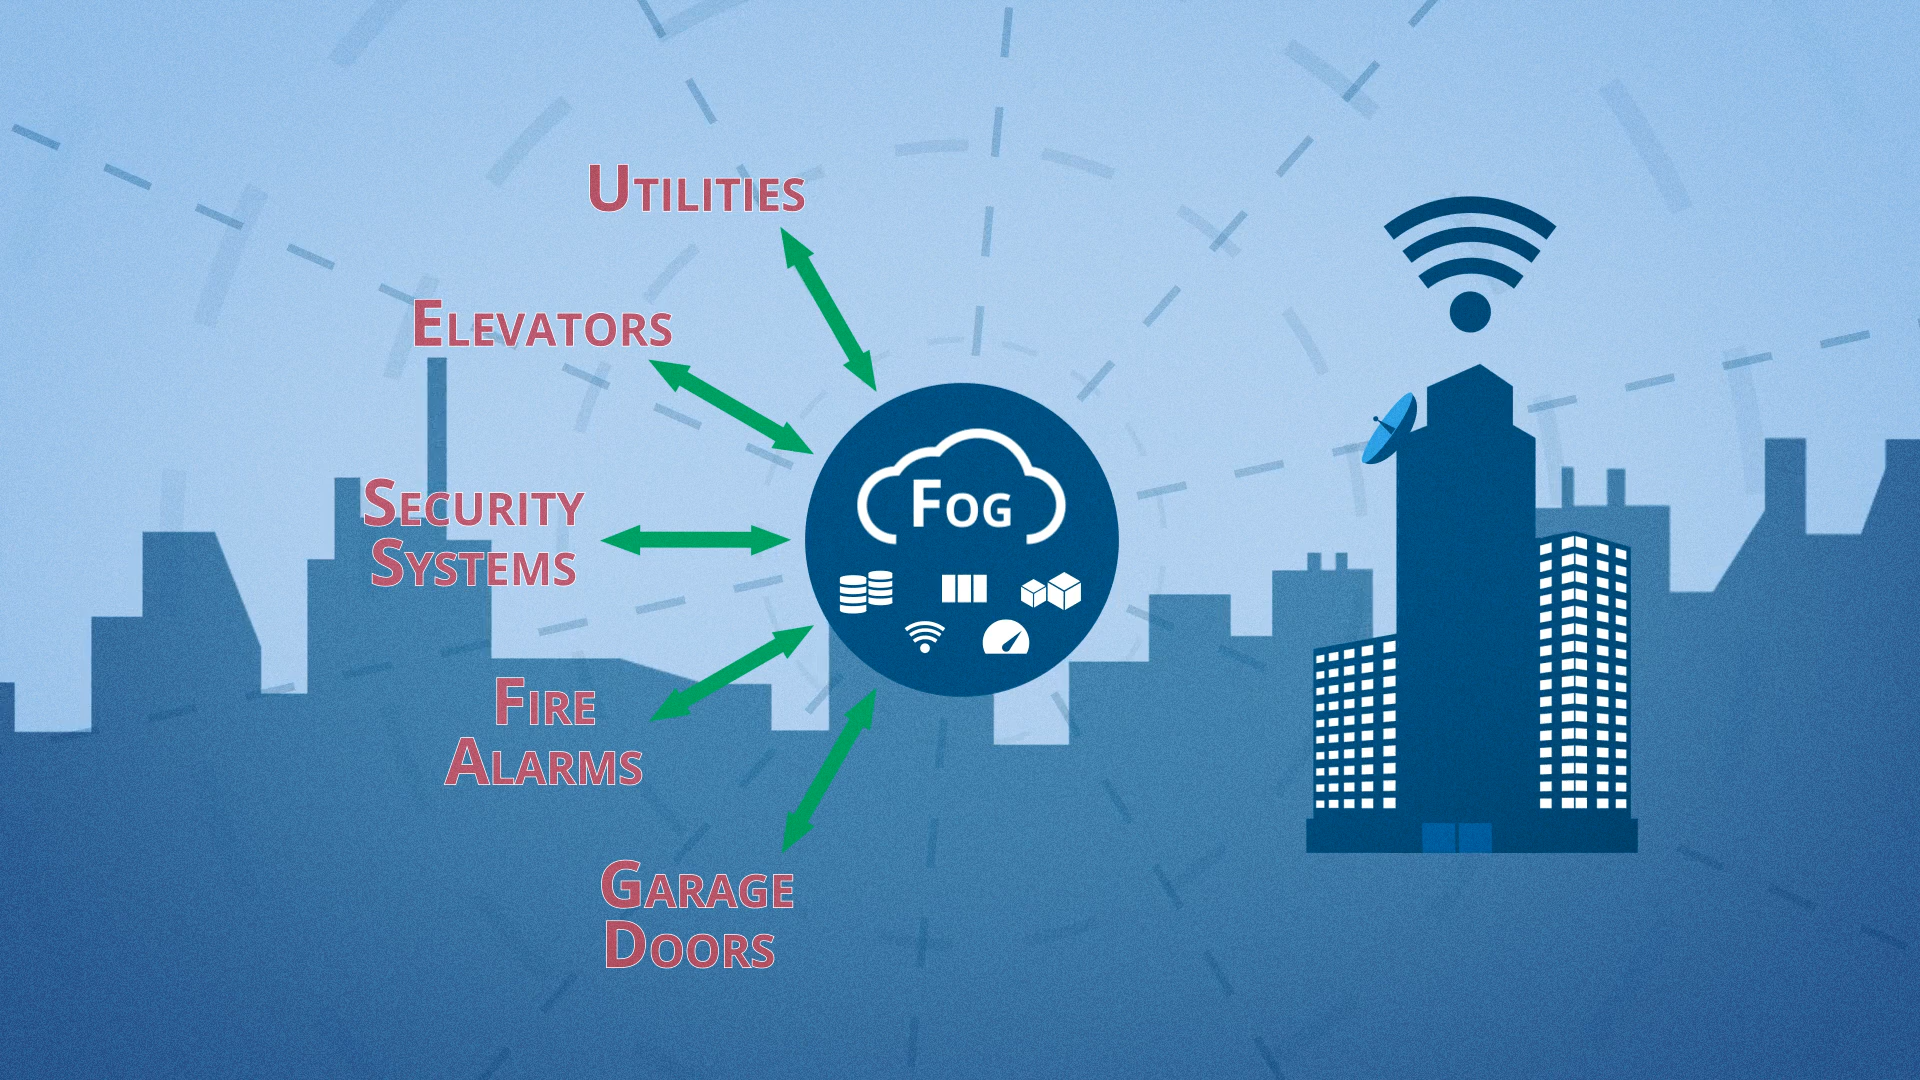 Utilities
Elevators
Security
Systems
Fog
Fire
Alarms
Garage
Doors